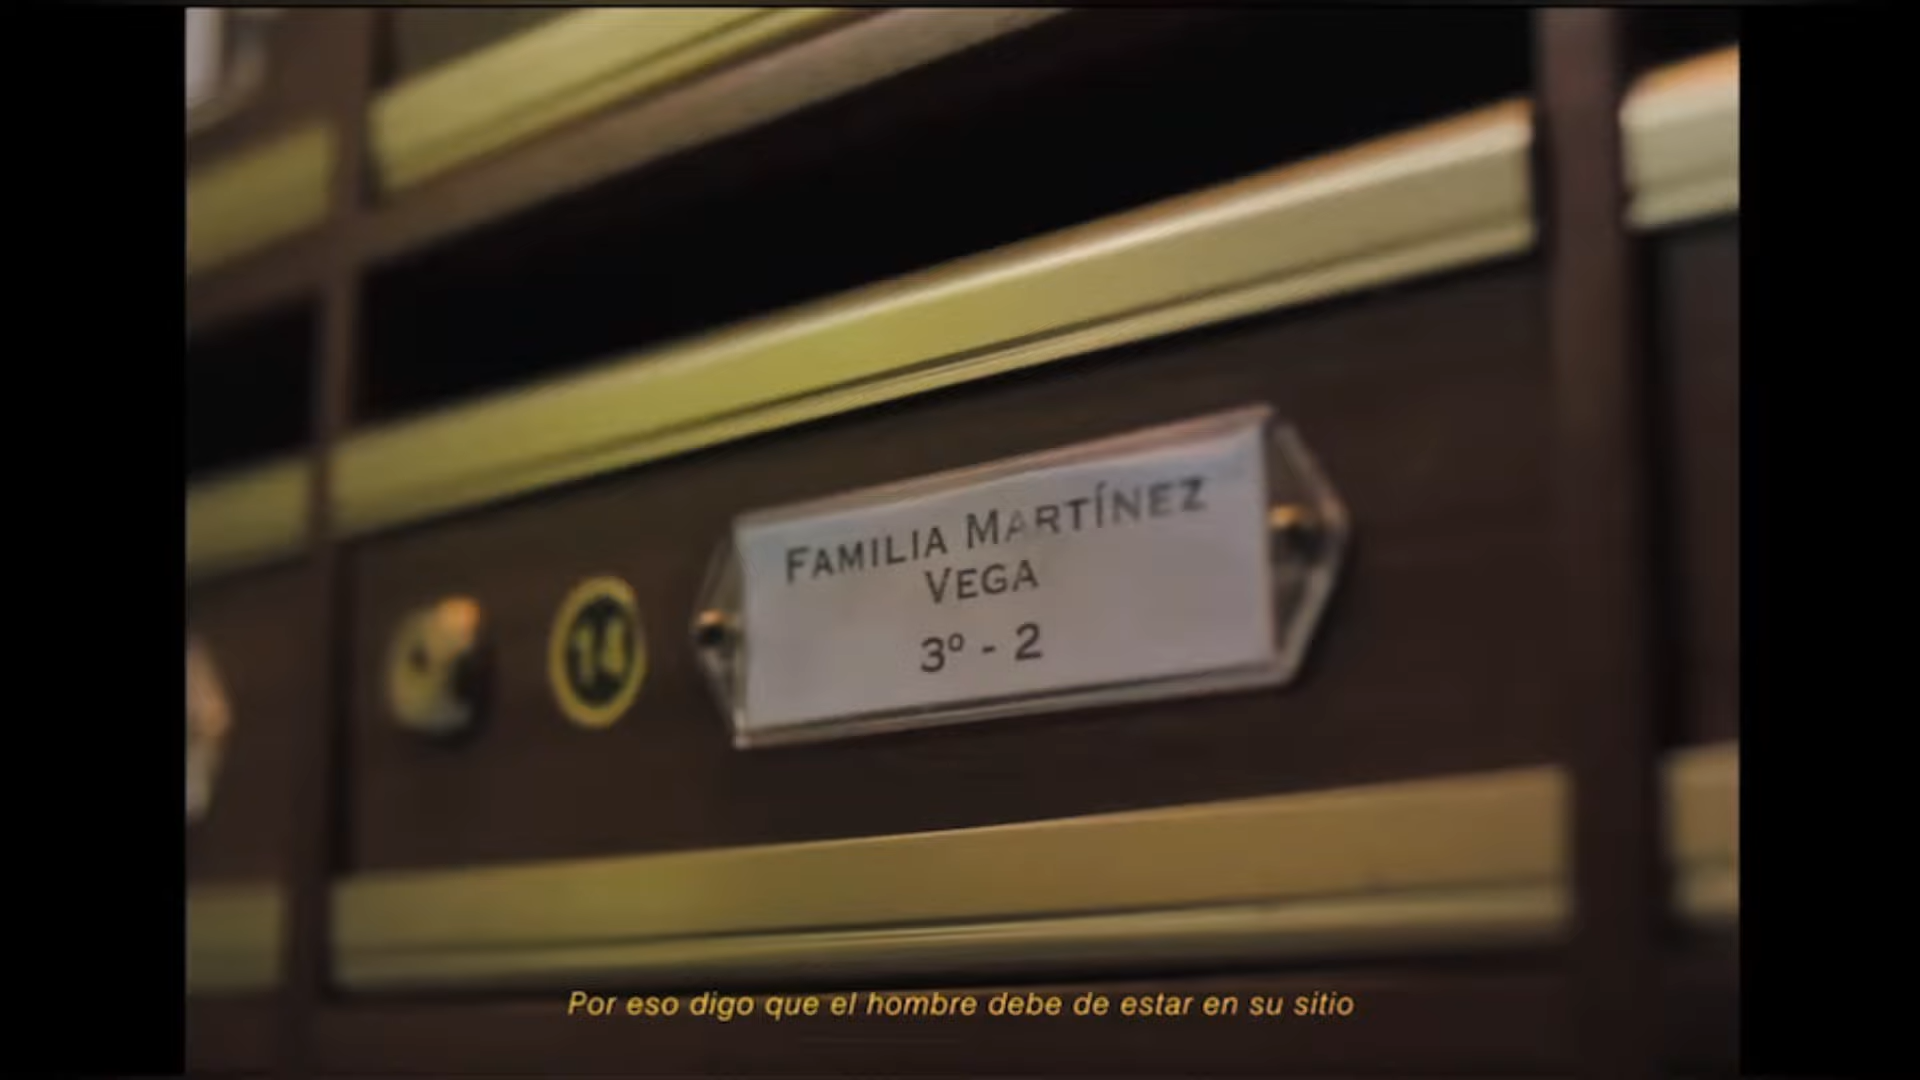 FAMILIA MARTÍNEZ
VEGA
14
3º - 2
Por eso digo que el hombre debe de estar en su sitio